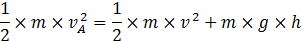 1/2 × m × v_A^2 = 1/2 × m × v^2 + m × g × h